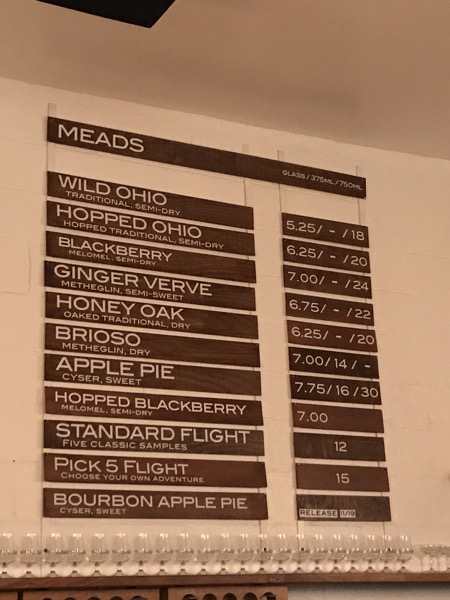 MEADS
GLASS/375ML/750ML
WILD OHIO
TRADITIONAL, SEMI-DRY
5.25/ - /18
HOPPED OHIO
HOPPED TRADITIONAL, SEMI-DRY
6.25/ - /20
BLACKBERRY
MELOMEL, SEMI-DRY
7.00/ - /24
GINGER VERVE
METHEGLIN, SEMI-SWEET
6.75/ - /22
HONEY OAK
OAKED TRADITIONAL, DRY
6.25/ - /20
BRIOSO
METHEGLIN, DRY
7.00/14/ -
APPLE PIE
CYSER, SWEET
7.75/16/30
HOPPED BLACKBERRY
MELOMEL, SEMI-DRY
7.00
STANDARD FLIGHT
FIVE CLASSIC SAMPLES
12
PICK 5 FLIGHT
CHOOSE YOUR OWN ADVENTURE
15
BOURBON APPLE PIE
CYSER, SWEET
RELEASE 11/19